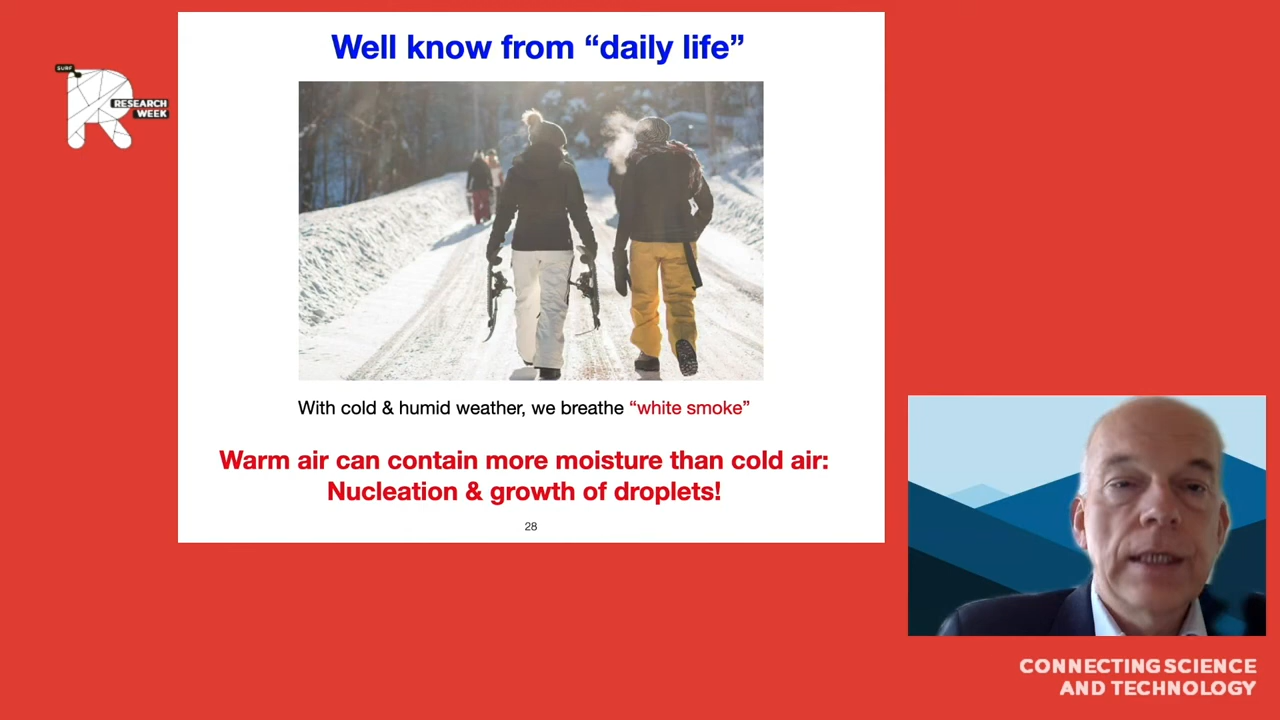 SURF
RESEARCH
WEEK
Well know from “daily life”
With cold & humid weather, we breathe “white smoke”
Warm air can contain more moisture than cold air:
Nucleation & growth of droplets!
28
CONNECTING SCIENCE
AND TECHNOLOGY